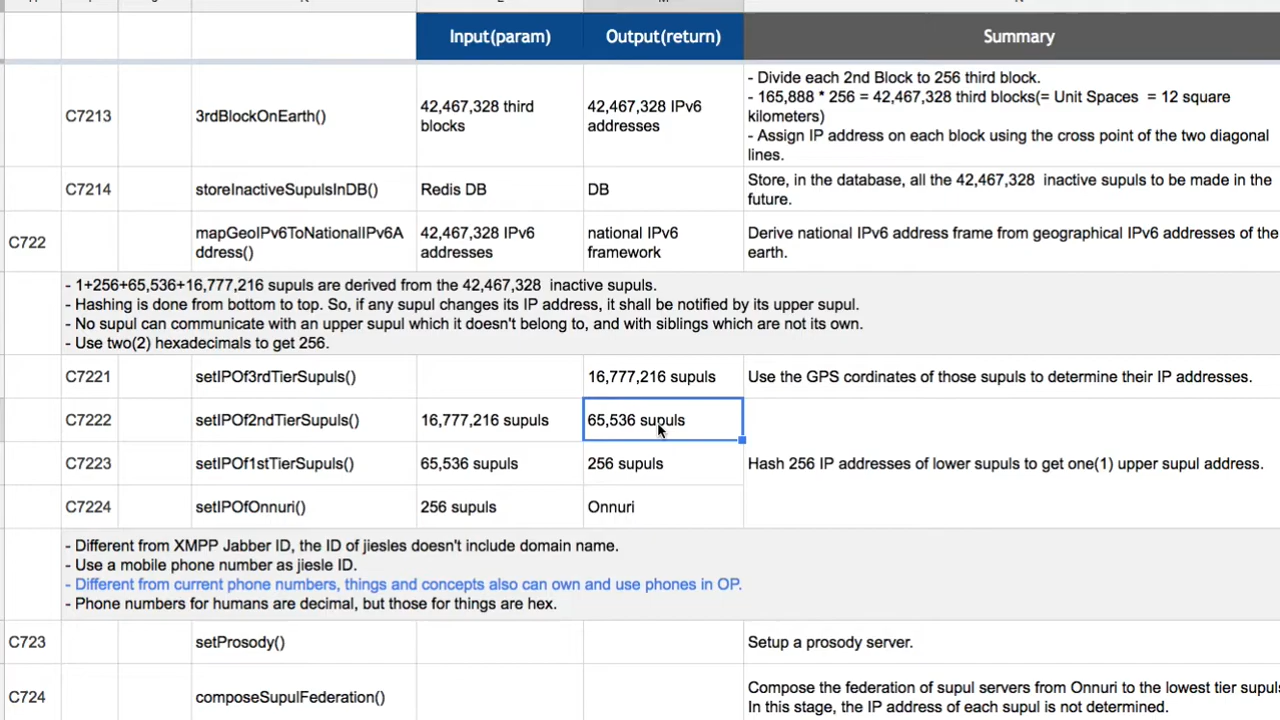 Input(param) Output(return) Summary
C7213 3rdBlockOnEarth() 42,467,328 third blocks 42,467,328 IPv6 addresses - Divide each 2nd Block to 256 third block.
- 165,888 * 256 = 42,467,328 third blocks(= Unit Spaces = 12 square
kilometers)
- Assign IP address on each block using the cross point of the two diagonal
lines.
C7214 storeInactiveSupulsInDB() Redis DB DB Store, in the database, all the 42,467,328 inactive supuls to be made in the
future.
C722 mapGeoIPv6ToNationalIPv6A
ddress() 42,467,328 IPv6
addresses national IPv6
framework Derive national IPv6 address frame from geographical IPv6 addresses of the
earth.
- 1+256+65,536+16,777,216 supuls are derived from the 42,467,328 inactive supuls.
- Hashing is done from bottom to top. So, if any supul changes its IP address, it shall be notified by its upper supul.
- No supul can communicate with an upper supul which it doesn't belong to, and with siblings which are not its own.
- Use two(2) hexadecimals to get 256.
C7221 setIPOf3rdTierSupuls() 16,777,216 supuls Use the GPS cordinates of those supuls to determine their IP addresses.
C7222 setIPOf2ndTierSupuls() 16,777,216 supuls 65,536 supuls
C7223 setIPOf1stTierSupuls() 65,536 supuls 256 supuls Hash 256 IP addresses of lower supuls to get one(1) upper supul address.
C7224 setIPOfOnnuri() 256 supuls Onnuri
- Different from XMPP Jabber ID, the ID of jiesles doesn't include domain name.
- Use a mobile phone number as jiesle ID.
- Different from current phone numbers, things and concepts also can own and use phones in OP.
- Phone numbers for humans are decimal, but those for things are hex.
C723 setProsody() Setup a prosody server.
C724 composeSupulFederation() Compose the federation of supul servers from Onnuri to the lowest tier supuls
In this stage, the IP address of each supul is not determined.